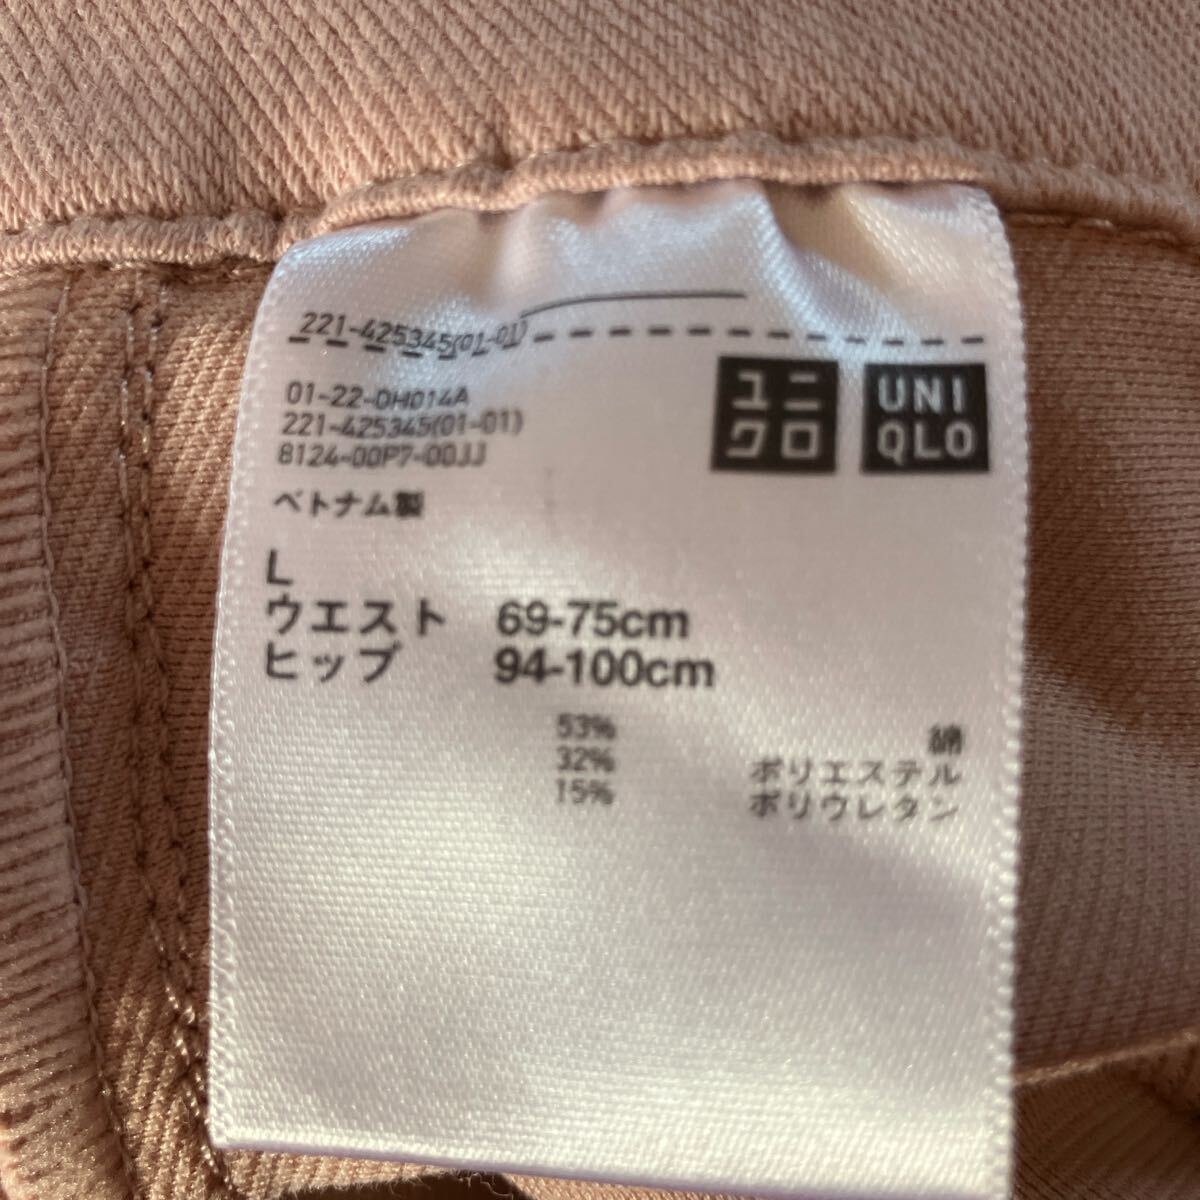 221-425345(01-01)
ユニ
クロ
UNI
QLO
01-22-DH014A
221-425345(01-01)
8124-00P7-00JJ
ベトナム製
L
ウエスト 69-75cm
ヒップ 94-100cm
53% 綿
32% ポリエステル
15% ポリウレタン